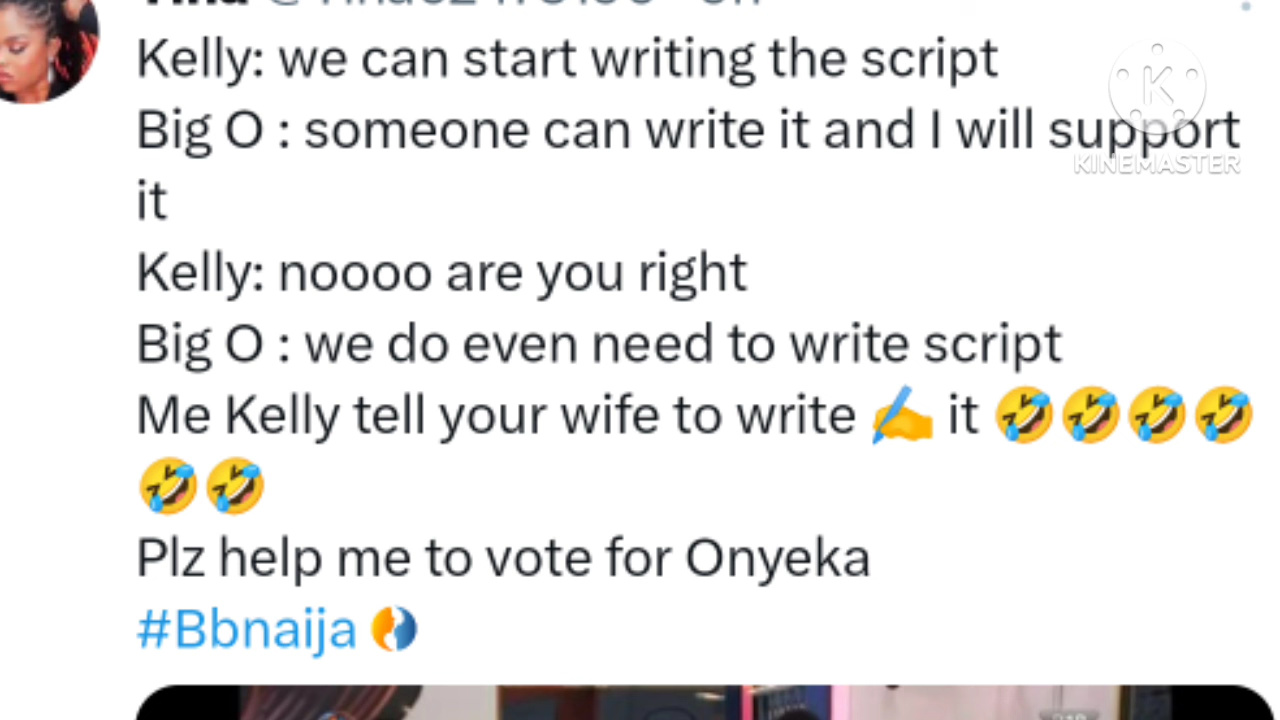 Kelly: we can start writing the script
Big O : someone can write it and I will support
it
Kelly: noooo are you right
Big O : we do even need to write script
Me Kelly tell your wife to write ✍️ it 🤣🤣🤣🤣
🤣🤣
Plz help me to vote for Onyeka
#Bbnaija
K
KINEMASTER